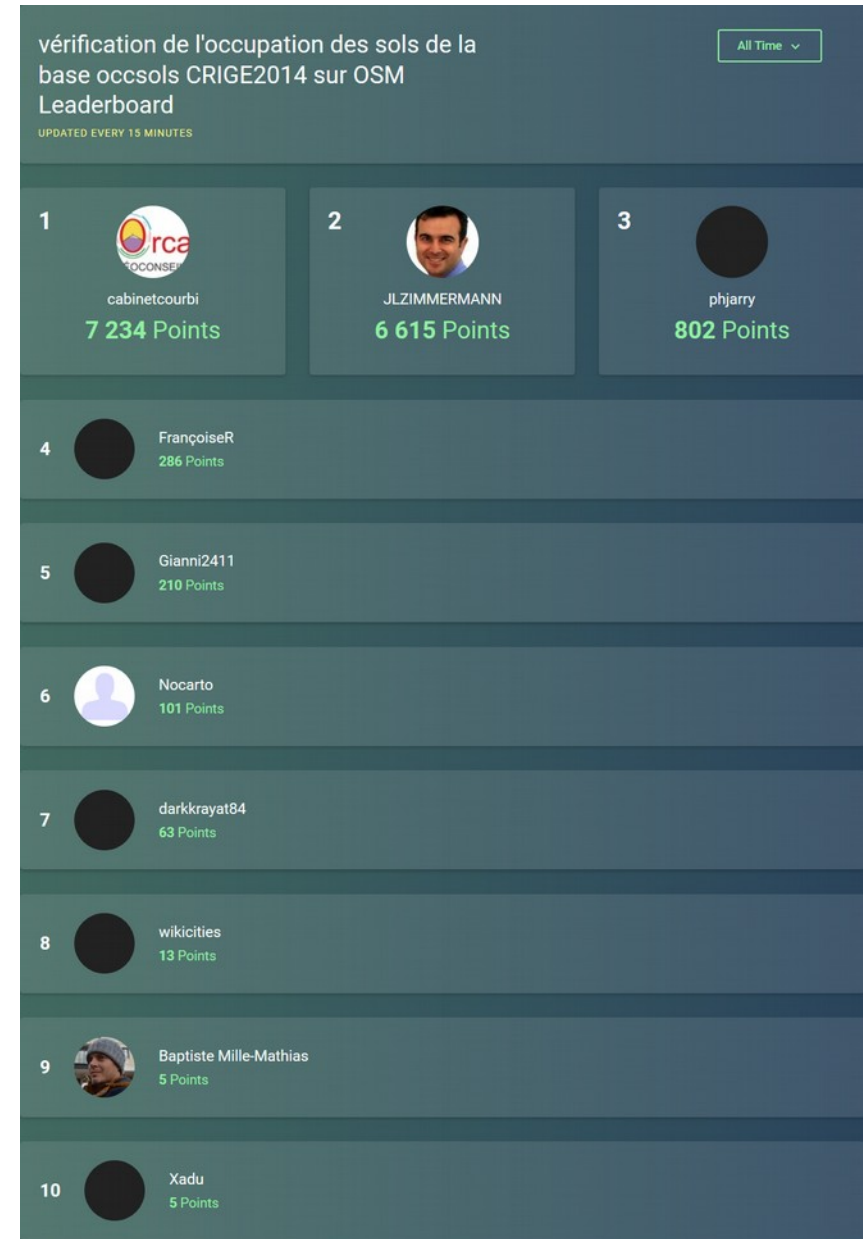 vérification de l'occupation des sols de la
base occsols CRIGE2014 sur OSM
Leaderboard
UPDATED EVERY 15 MINUTES
All Time
1
Orca
ÉOCONSEI
cabinetcourbi
7 234 Points
2
JLZIMMERMANN
6 615 Points
3
phjarry
802 Points
4
FrançoiseR
286 Points
5
Gianni2411
210 Points
6
Nocarto
101 Points
7
darkkrayat84
63 Points
8
wikicities
13 Points
9
Baptiste Mille-Mathias
5 Points
10
Xadu
5 Points